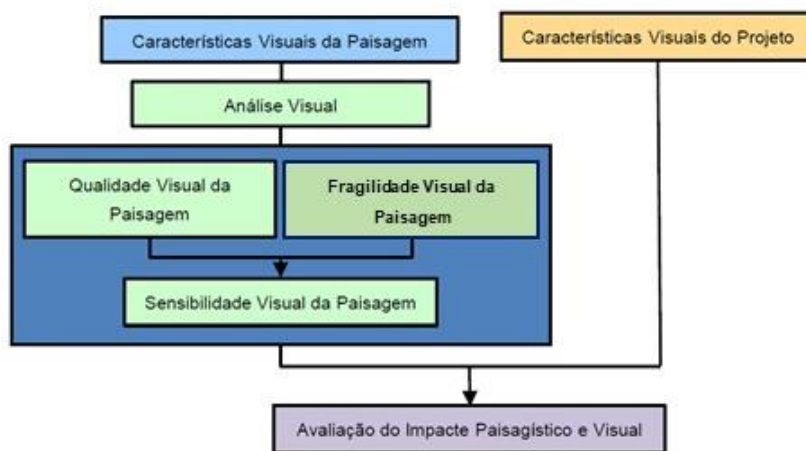 Características Visuais da Paisagem
Características Visuais do Projeto
Análise Visual
Qualidade Visual da
Paisagem
Fragilidade Visual da
Paisagem
Sensibilidade Visual da Paisagem
Avaliação do Impacte Paisagístico e Visual